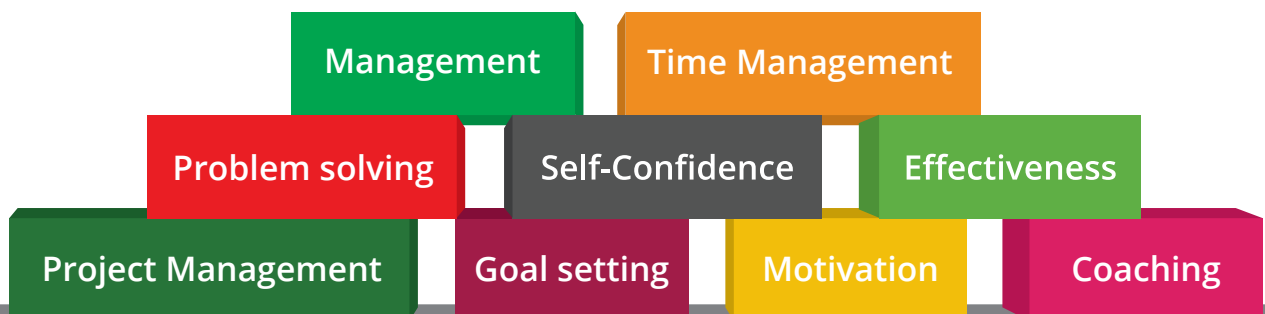 Management
Time Management
Problem solving
Self-Confidence
Effectiveness
Project Management
Goal setting
Motivation
Coaching